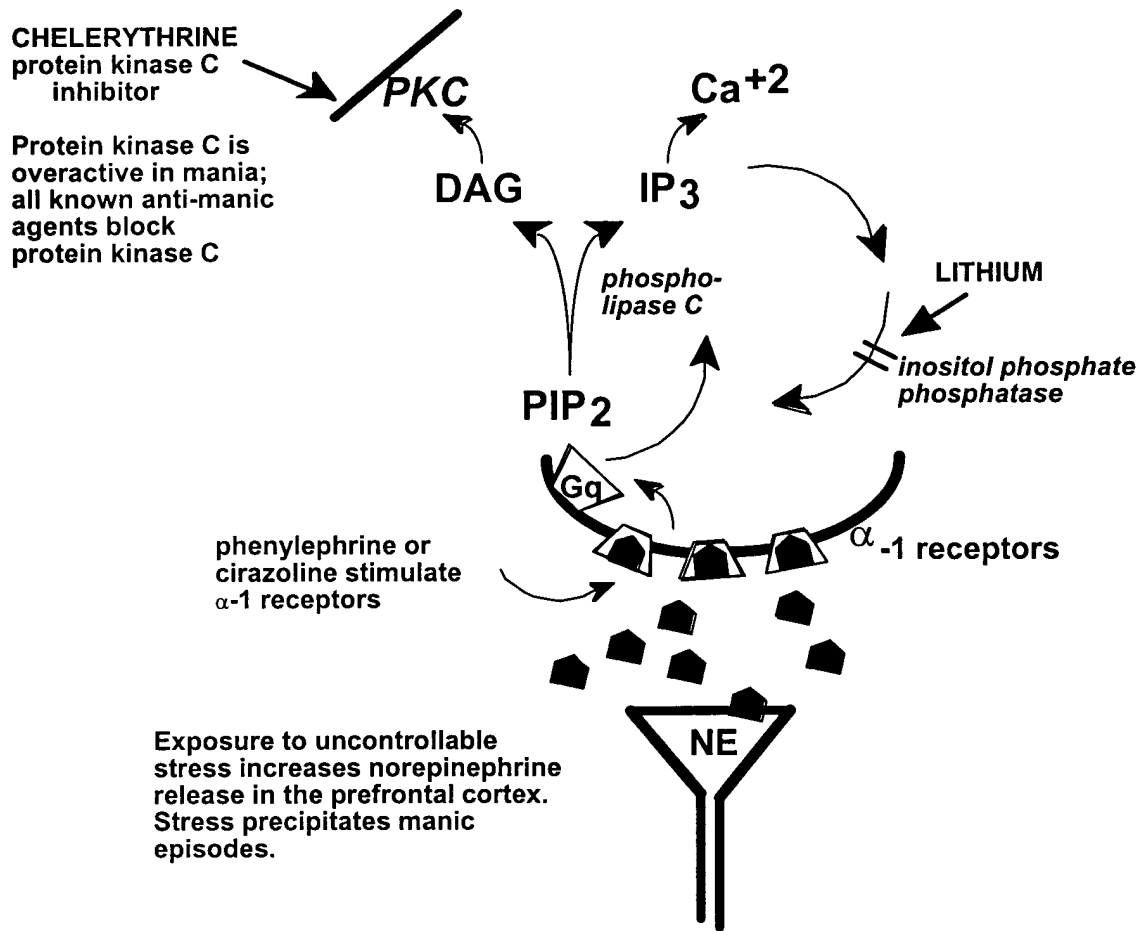 CHELERYTHRINE
protein kinase C
inhibitor
Protein kinase C is
overactive in mania;
all known anti-manic
agents block
protein kinase C
PKC
Ca+2
DAG
IP3
phospho-
lipase C
LITHIUM
inositol phosphate
phosphatase
PIP2
Gq
α-1 receptors
phenylephrine or
cirazoline stimulate
α-1 receptors
NE
Exposure to uncontrollable
stress increases norepinephrine
release in the prefrontal cortex.
Stress precipitates manic
episodes.